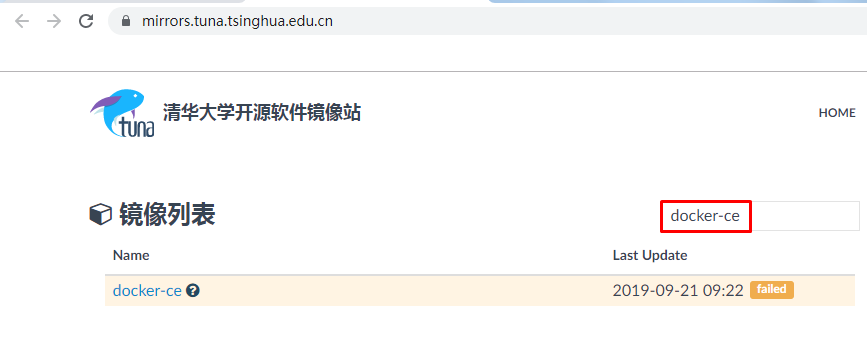 mirrors.tuna.tsinghua.edu.cn
tuna 清华大学开源软件镜像站
HOME
镜像列表
docker-ce
Name Last Update
docker-ce 2019-09-21 09:22 failed